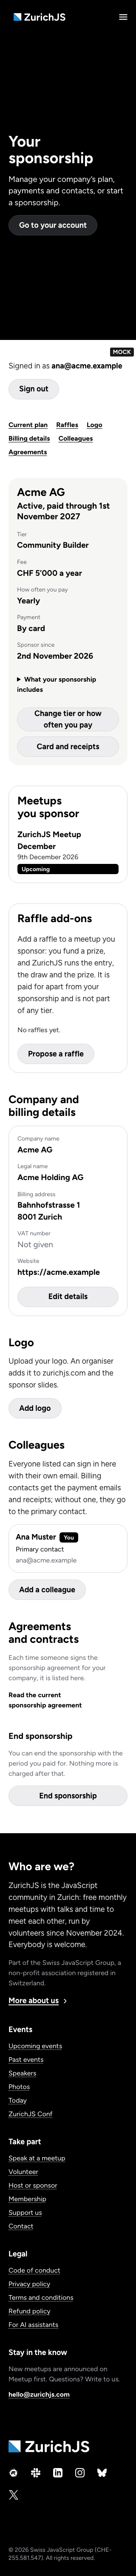 ZurichJS
Your
sponsorship
Manage your company's plan,
payments and contacts, or start
a sponsorship.
Go to your account
MOCK
Signed in as ana@acme.example
Sign out
Current plan Raffles Logo
Billing details Colleagues
Agreements
Acme AG
Active, paid through 1st
November 2027
Tier
Community Builder
Fee
CHF 5'000 a year
How often you pay
Yearly
Payment
By card
Sponsor since
2nd November 2026
What your sponsorship
includes
Change tier or how
often you pay
Card and receipts
Meetups
you sponsor
ZurichJS Meetup
December
9th December 2026
Upcoming
Raffle add-ons
Add a raffle to a meetup you
sponsor: you fund a prize,
and ZurichJS runs the entry,
the draw and the prize. It is
paid for apart from your
sponsorship and is not part
of any tier.
No raffles yet.
Propose a raffle
Company and
billing details
Company name
Acme AG
Legal name
Acme Holding AG
Billing address
Bahnhofstrasse 1
8001 Zurich
VAT number
Not given
Website
https://acme.example
Edit details
Logo
Upload your logo. An organiser
adds it to zurichjs.com and the
sponsor slides.
Add logo
Colleagues
Everyone listed can sign in here
with their own email. Billing
contacts get the payment emails
and receipts; without one, they go
to the primary contact.
Ana Muster You
Primary contact
ana@acme.example
Add a colleague
Agreements
and contracts
Each time someone signs the
sponsorship agreement for your
company, it is listed here.
Read the current
sponsorship agreement
End sponsorship
You can end the sponsorship with the
period you paid for. Nothing more is
charged after that.
End sponsorship
Who are we?
ZurichJS is the JavaScript
community in Zurich: free monthly
meetups with talks and time to
meet each other, run by
volunteers since November 2024.
Everybody is welcome.
Part of the Swiss JavaScript Group, a
non-profit association registered in
Switzerland.
More about us
Events
Upcoming events
Past events
Speakers
Photos
Today
ZurichJS Conf
Take part
Speak at a meetup
Volunteer
Host or sponsor
Membership
Support us
Contact
Legal
Code of conduct
Privacy policy
Terms and conditions
Refund policy
For AI assistants
Stay in the know
New meetups are announced on
Meetup first. Questions? Write to us.
hello@zurichjs.com
ZurichJS
© 2026 Swiss JavaScript Group (CHE-
255.581.547). All rights reserved.